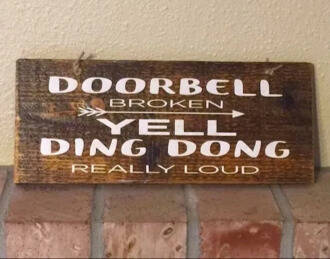 DOORBELL
BROKEN
YELL
DING DONG
REALLY LOUD